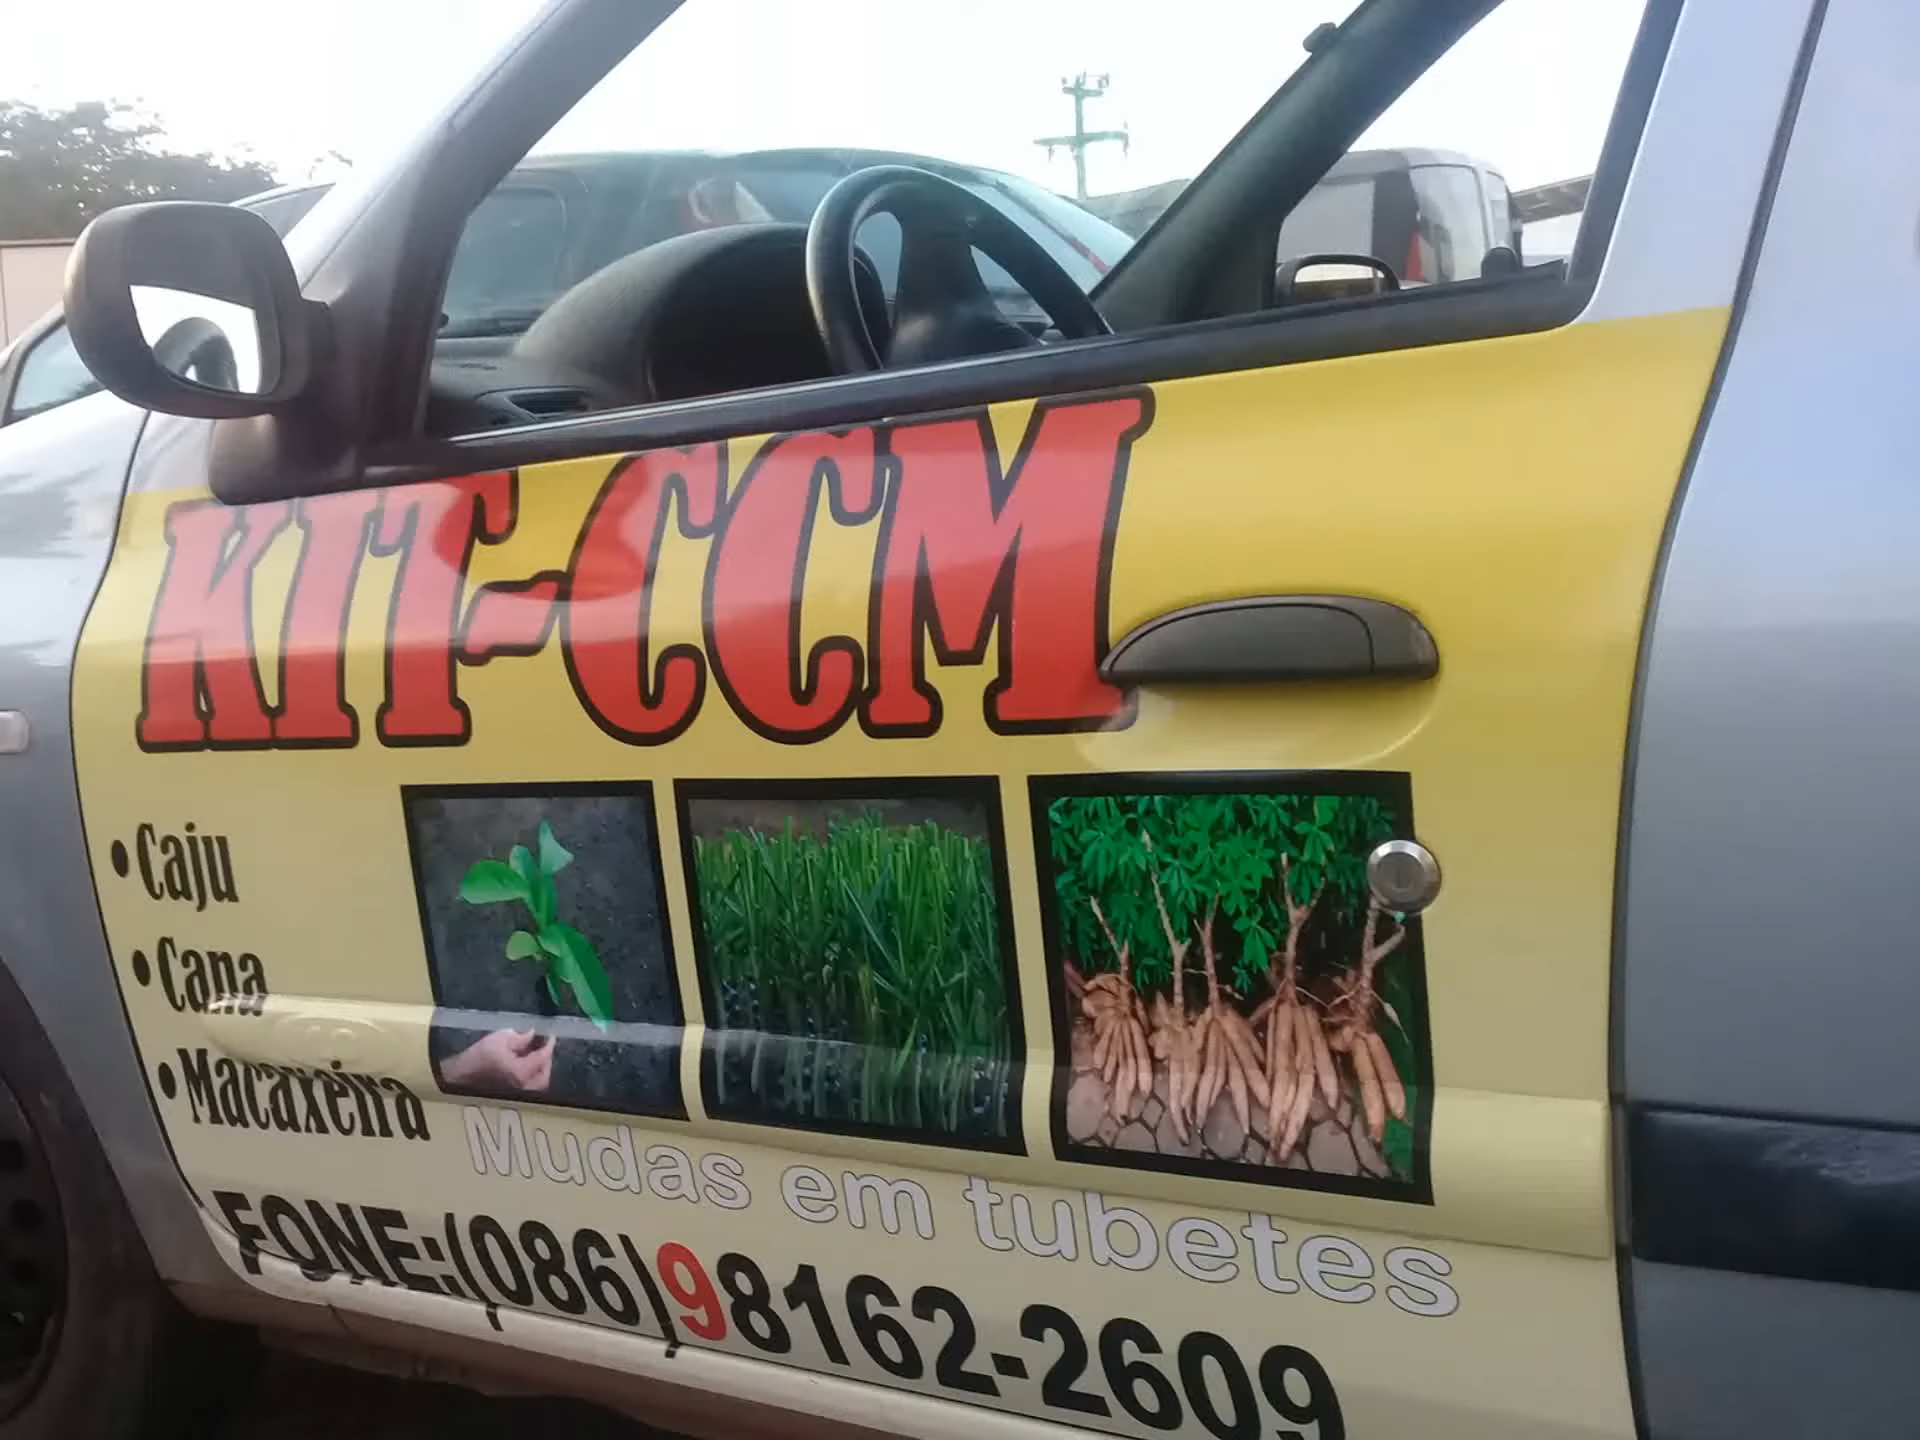 KIT-CCM
• Caju
• Cana
• Macaxeira
Mudas em tubetes
FONE:(086)98162-2609